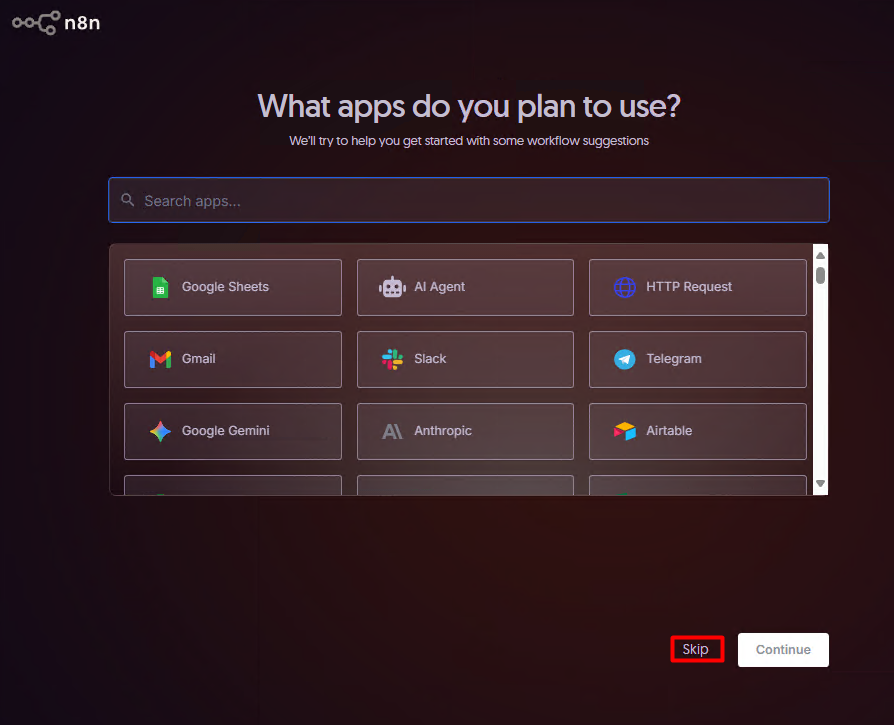 n8n
What apps do you plan to use?
We'll try to help you get started with some workflow suggestions
Search apps...
Google Sheets
AI Agent
HTTP Request
Gmail
Slack
Telegram
Google Gemini
Anthropic
Airtable
Skip
Continue